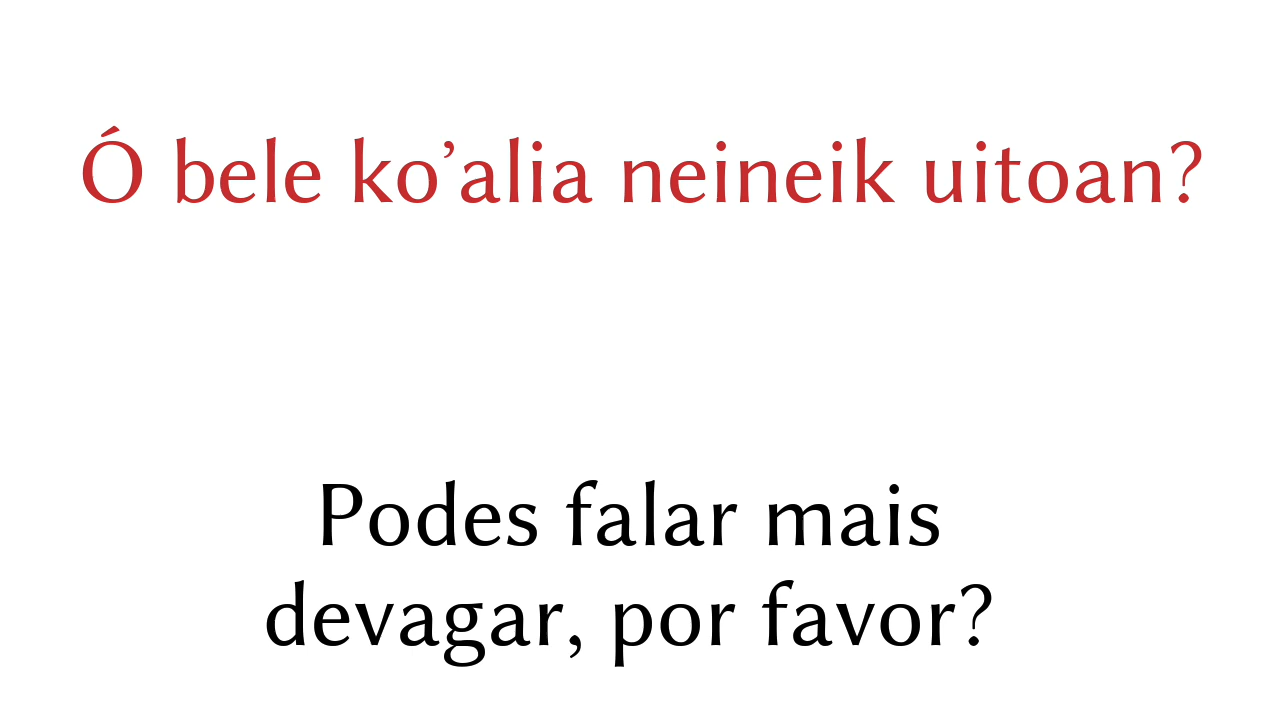 Ó bele ko’alia neineik uitoan?
Podes falar mais
devagar, por favor?